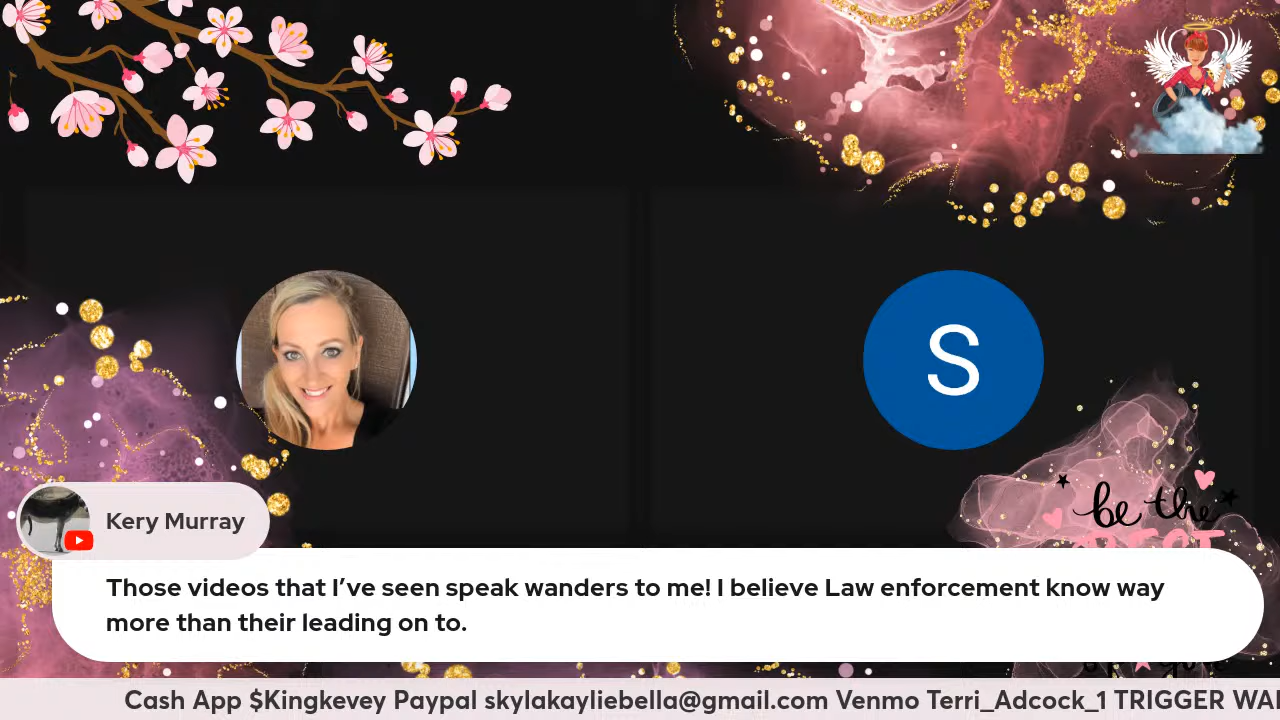 S
be the
Kery Murray
Those videos that I’ve seen speak wanders to me! I believe Law enforcement know way
more than their leading on to.
Cash App $Kingkevey Paypal skylakayliebella@gmail.com Venmo Terri_Adcock_1 TRIGGER